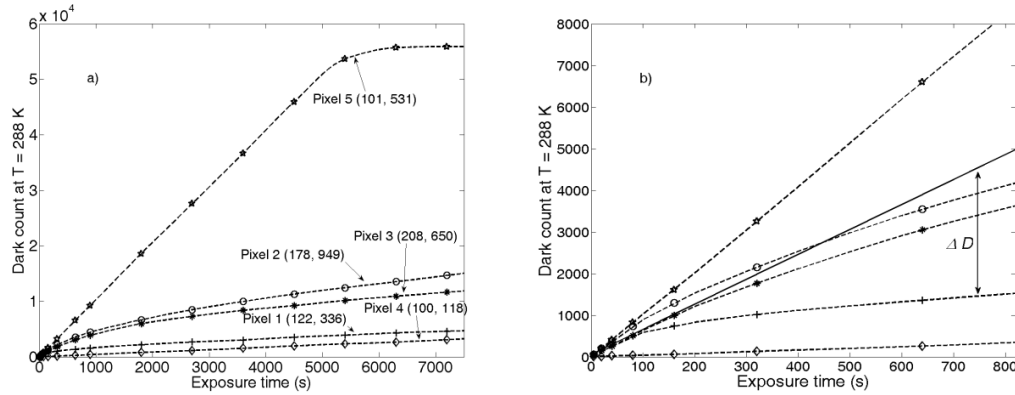 x 10⁴
6
5
4
3
2
1
0
0 1000 2000 3000 4000 5000 6000 7000
Dark count at T = 288 K
Exposure time (s)
a)
Pixel 5 (101, 531)
Pixel 3 (208, 650)
Pixel 2 (178, 949)
Pixel 4 (100, 118)
Pixel 1 (122, 336)
8000
7000
6000
5000
4000
3000
2000
1000
0
0 100 200 300 400 500 600 700 800
Dark count at T = 288 K
Exposure time (s)
b)
Δ D